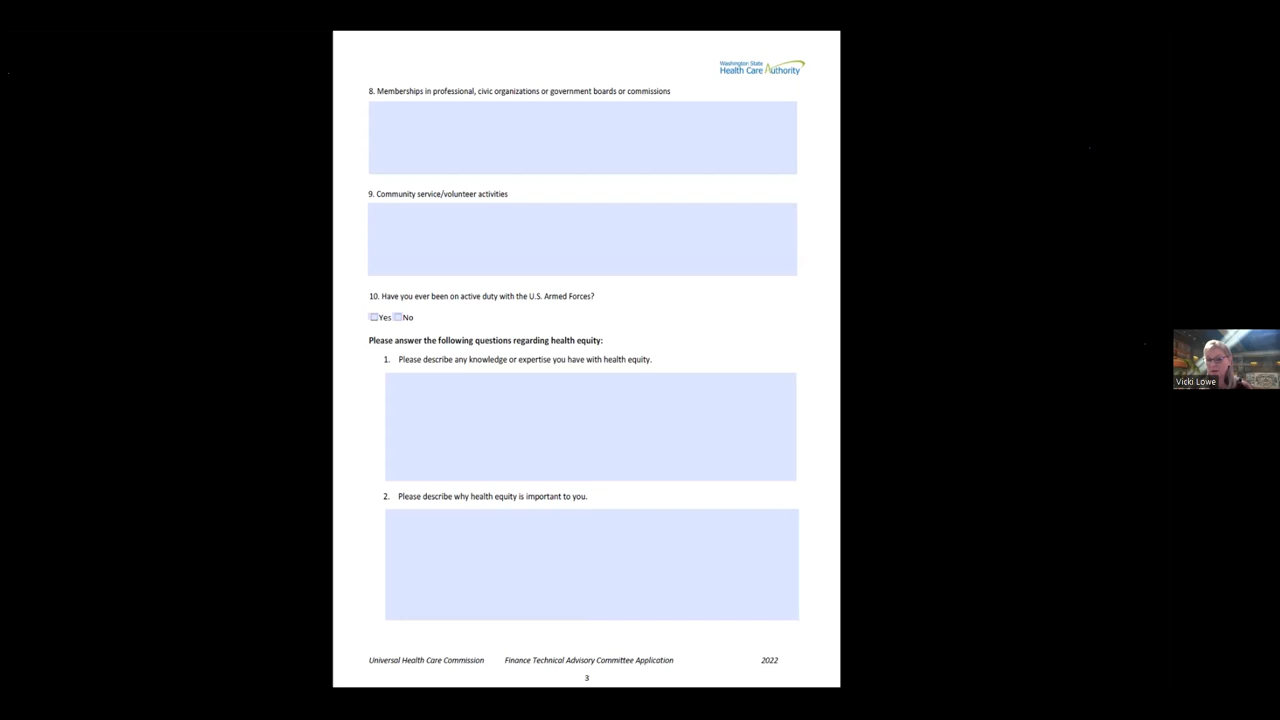 Washington State
Health Care Authority
8. Memberships in professional, civic organizations or government boards or commissions
9. Community service/volunteer activities
10. Have you ever been on active duty with the U.S. Armed Forces?
Yes No
Please answer the following questions regarding health equity:
1. Please describe any knowledge or expertise you have with health equity.
Vicki Lowe
2. Please describe why health equity is important to you.
Universal Health Care Commission Finance Technical Advisory Committee Application 2022
3